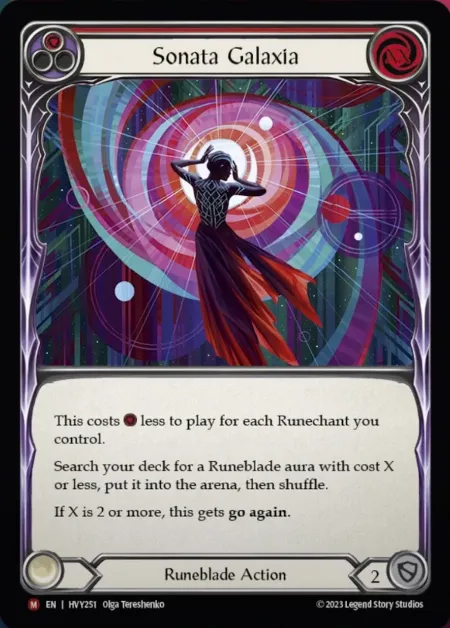 Sonata Galaxia
This costs less to play for each Runechant you
control.
Search your deck for a Runeblade aura with cost X
or less, put it into the arena, then shuffle.
If X is 2 or more, this gets go again.
Runeblade Action
2
M EN | HVY251 Olga Tereshenko
© 2023 Legend Story Studios